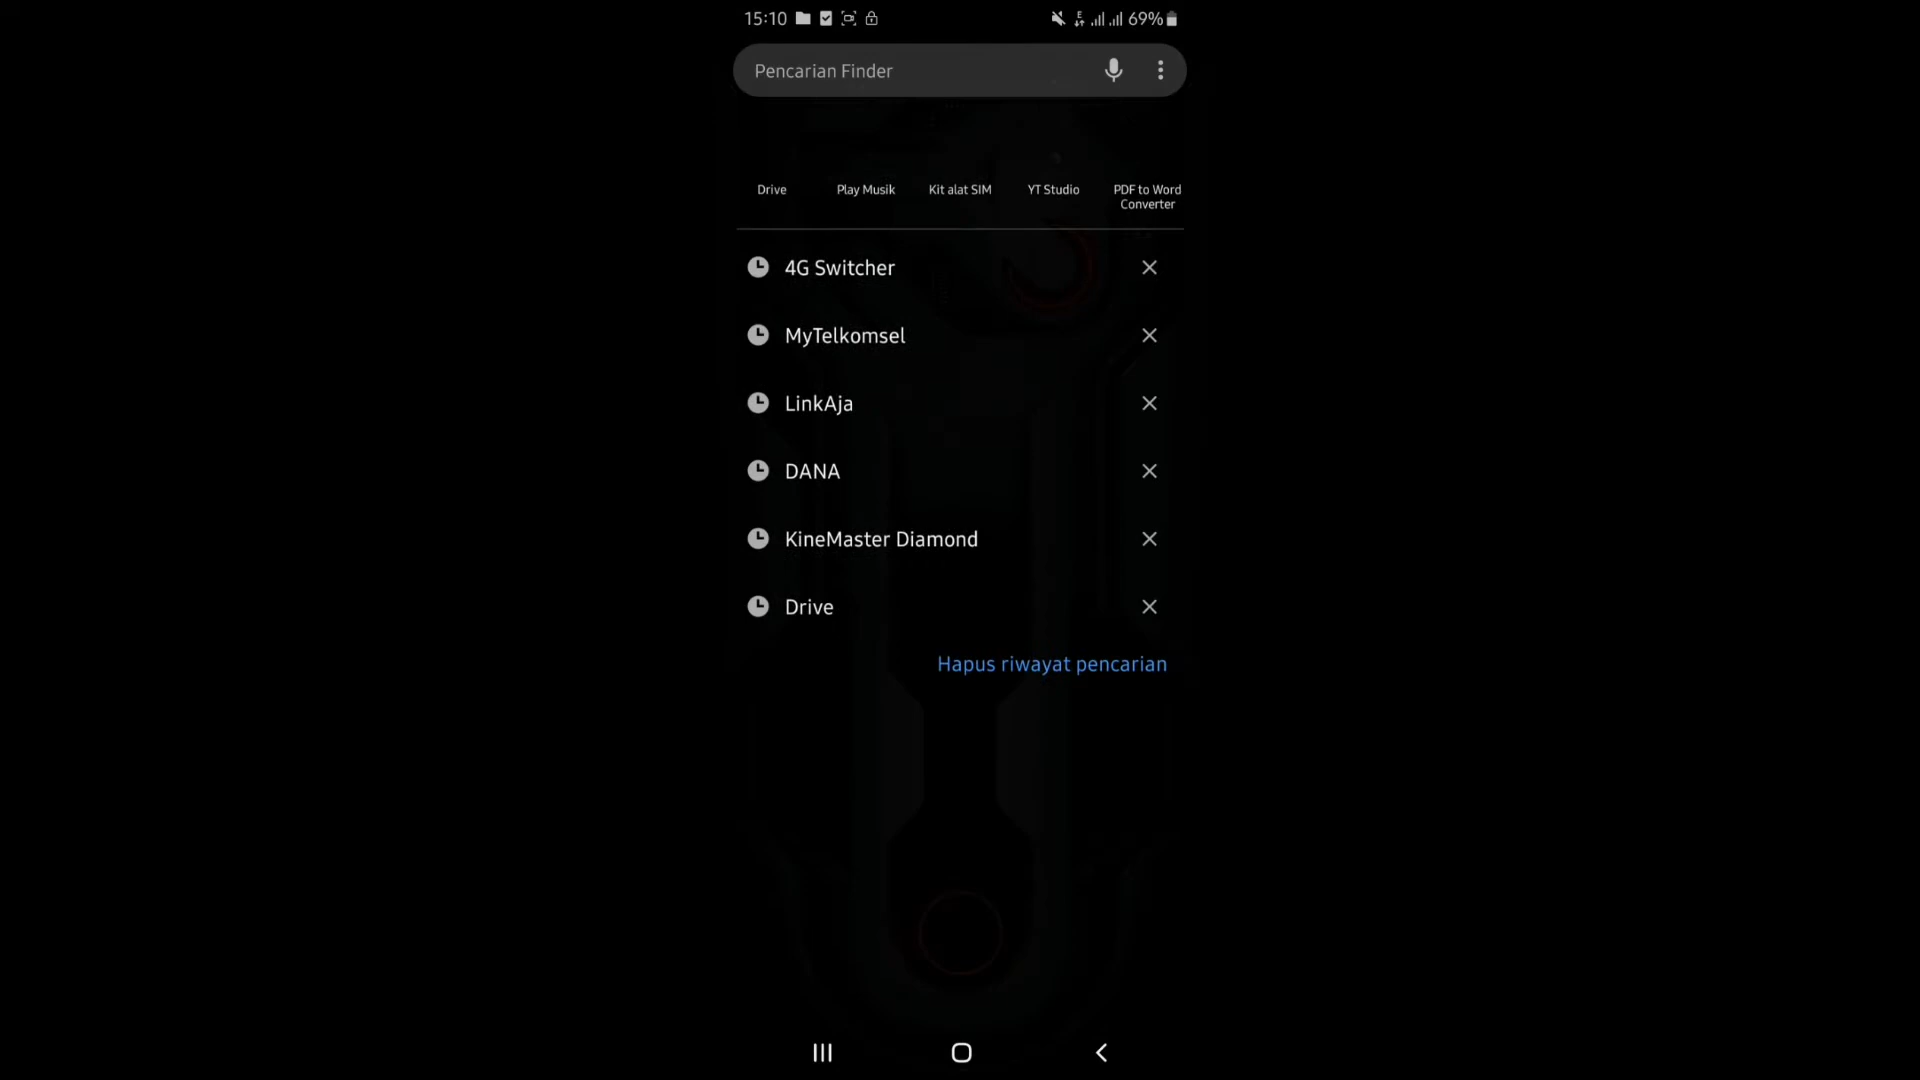 15:10 E 69%
Pencarian Finder
Drive Play Musik Kit alat SIM YT Studio PDF to Word
Converter
4G Switcher
MyTelkomsel
LinkAja
DANA
KineMaster Diamond
Drive
Hapus riwayat pencarian